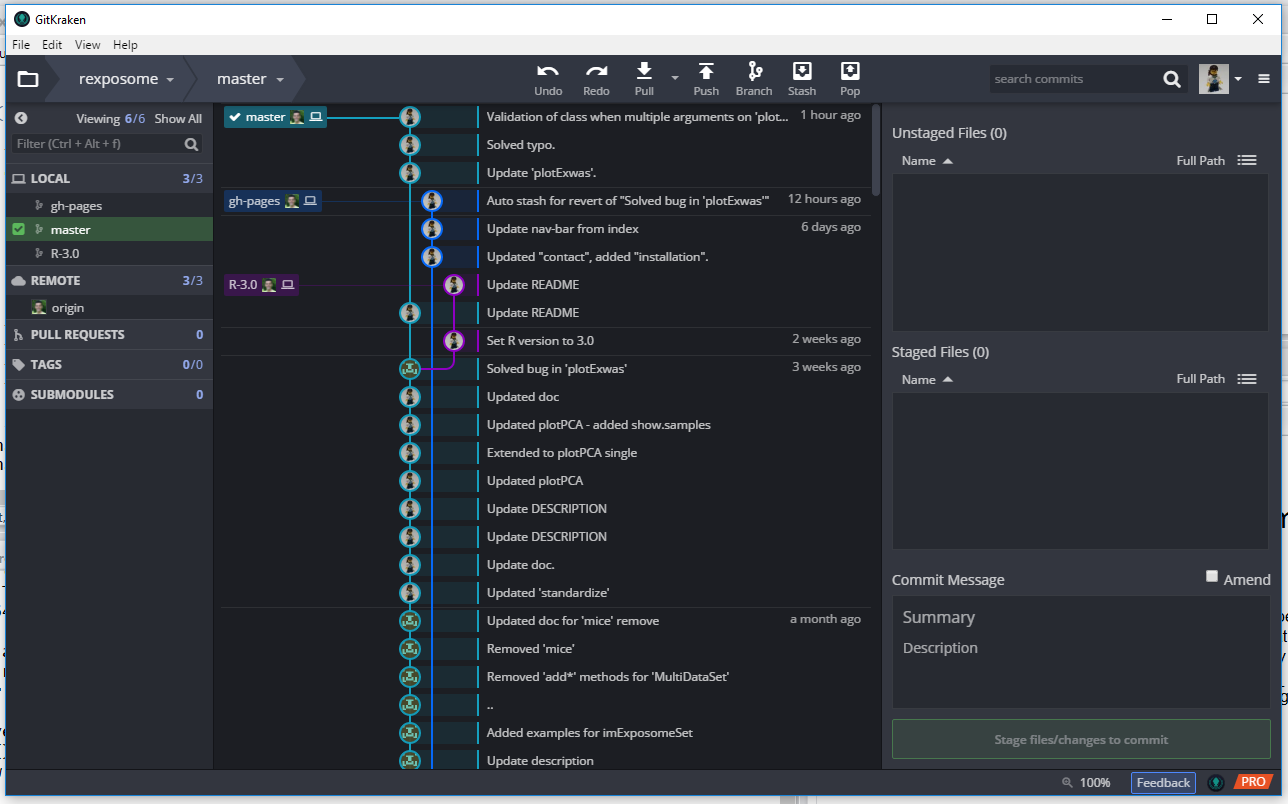 GitKraken
File Edit View Help
rexposome master
Undo Redo Pull Push Branch Stash Pop
search commits
Viewing 6/6 Show All
Filter (Ctrl + Alt + f)
LOCAL 3/3
gh-pages
master
R-3.0
REMOTE 3/3
origin
PULL REQUESTS 0
TAGS 0/0
SUBMODULES 0
master Validation of class when multiple arguments on 'plot... 1 hour ago
Solved typo.
Update 'plotExwas'.
gh-pages Auto stash for revert of "Solved bug in 'plotExwas'" 12 hours ago
Update nav-bar from index 6 days ago
Updated "contact", added "installation".
R-3.0 Update README
Update README
Set R version to 3.0 2 weeks ago
Solved bug in 'plotExwas' 3 weeks ago
Updated doc
Updated plotPCA - added show.samples
Extended to plotPCA single
Updated plotPCA
Update DESCRIPTION
Update DESCRIPTION
Update doc.
Updated 'standardize'
Updated doc for 'mice' remove a month ago
Removed 'mice'
Removed 'add*' methods for 'MultiDataSet'
..
Added examples for imExposomeSet
Update description
Unstaged Files (0)
Name Full Path
Staged Files (0)
Name Full Path
Commit Message Amend
Summary
Description
Stage files/changes to commit
100% Feedback PRO